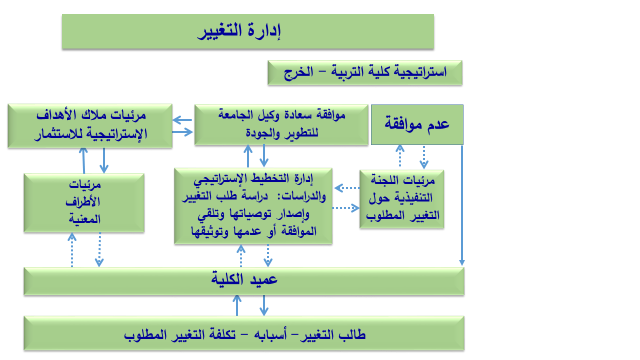 إدارة التغيير
استراتيجية كلية التربية – الخرج
عدم موافقة
موافقة سعادة وكيل الجامعة
للتطوير والجودة
مرئيات ملاك الأهداف
الإستراتيجية للاستثمار
مرئيات اللجنة
التنفيذية حول
التغيير المطلوب
إدارة التخطيط الإستراتيجي
والدراسات: دراسة طلب التغيير
وإصدار توصياتها وتلقي
الموافقة أو عدمها وتوثيقها
مرئيات
الأطراف
المعنية
عميد الكلية
طالب التغيير– أسبابه – تكلفة التغيير المطلوب